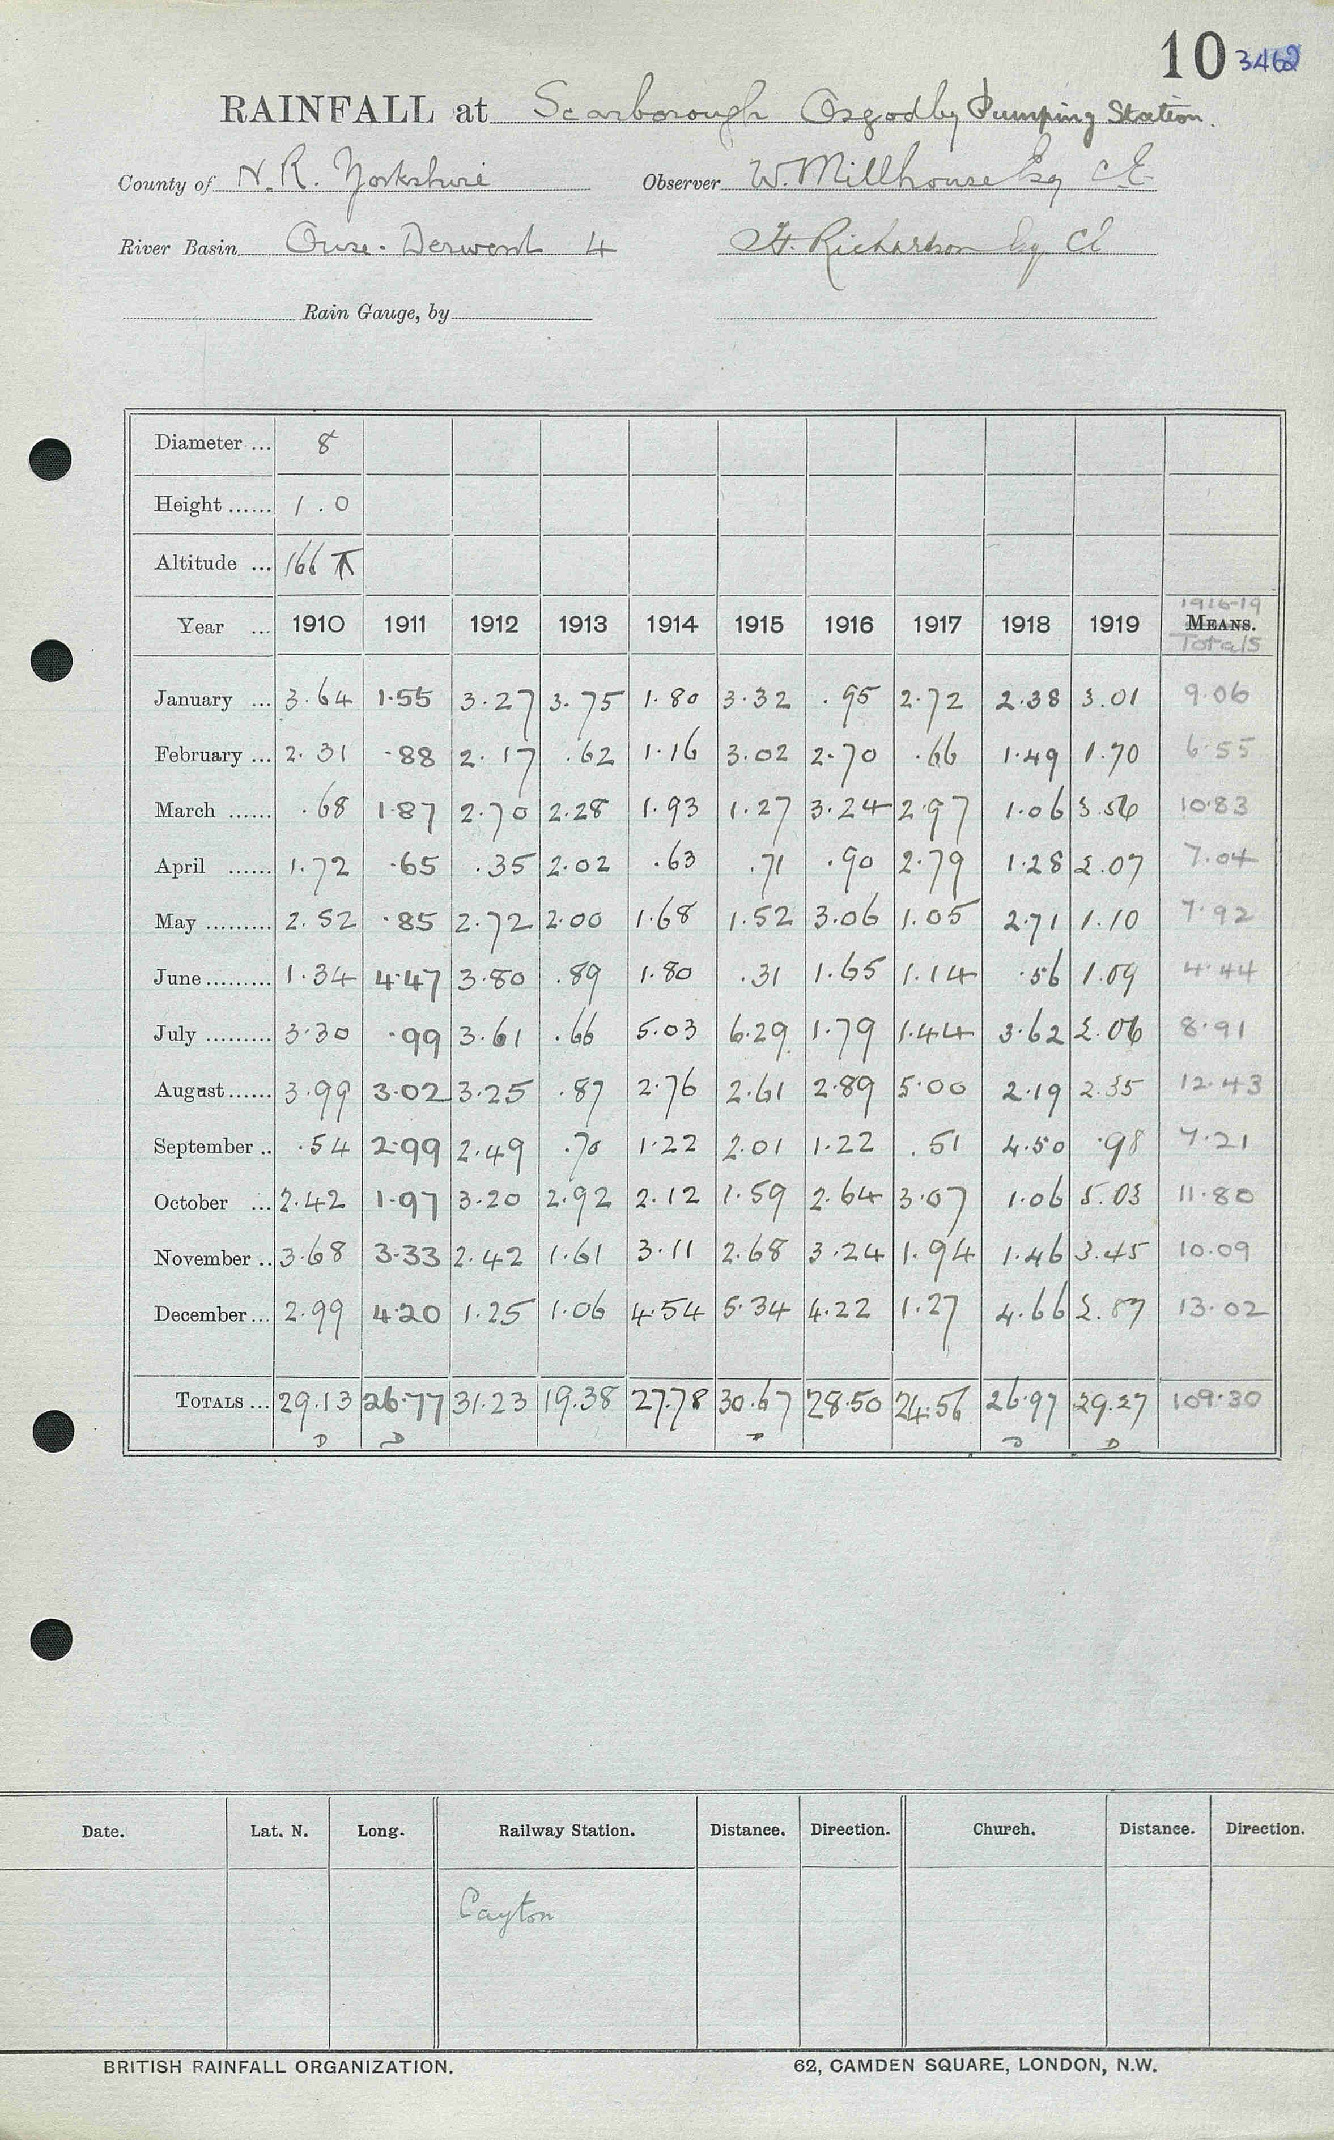 10 3462
RAINFALL at Scarborough Osgodby Pumping Station.
County of N.R. Yorkshire Observer W. Millhouse Esq C.E.
River Basin Ouse. Derwent 4 H. Richardson Esq CE
Rain Gauge, by
Diameter ... 8
Height ...... 1.0
Altitude ... 166
1916-19
Year ... 1910 1911 1912 1913 1914 1915 1916 1917 1918 1919 MEANS.
Totals
January ... 3.64 1.55 3.27 3.75 1.80 3.32 .95 2.72 2.38 3.01 9.06
February ... 2.31 .88 2.17 .62 1.16 3.02 2.70 .66 1.49 1.70 6.55
March ...... .68 1.87 2.70 2.28 1.93 1.27 3.24 2.97 1.06 3.56 10.83
April ...... 1.72 .65 .35 2.02 .63 .71 .90 2.79 1.28 2.07 7.04
May ......... 2.52 .85 2.72 2.00 1.68 1.52 3.06 1.05 2.71 1.10 7.92
June ......... 1.34 4.47 3.80 .89 1.80 .31 1.65 1.14 .56 1.09 4.44
July ......... 3.30 .99 3.61 .66 5.03 6.29 1.79 1.44 3.62 2.06 8.91
August ...... 3.99 3.02 3.25 .87 2.76 2.61 2.89 5.00 2.19 2.35 12.43
September .. .54 2.99 2.49 .70 1.22 2.01 1.22 .51 4.50 .98 7.21
October ... 2.42 1.97 3.20 2.92 2.12 1.59 2.64 3.07 1.06 5.03 11.80
November .. 3.68 3.33 2.42 1.61 3.11 2.68 3.24 1.94 1.46 3.45 10.09
December ... 2.99 4.20 1.25 1.06 4.54 5.34 4.22 1.27 4.66 2.87 13.02
TOTALS ... 29.13 26.77 31.23 19.38 27.78 30.67 28.50 24.56 26.97 29.27 109.30
D D D D D
Date. Lat. N. Long. Railway Station. Distance. Direction. Church. Distance. Direction.
Cayton
BRITISH RAINFALL ORGANIZATION. 62, CAMDEN SQUARE, LONDON, N.W.